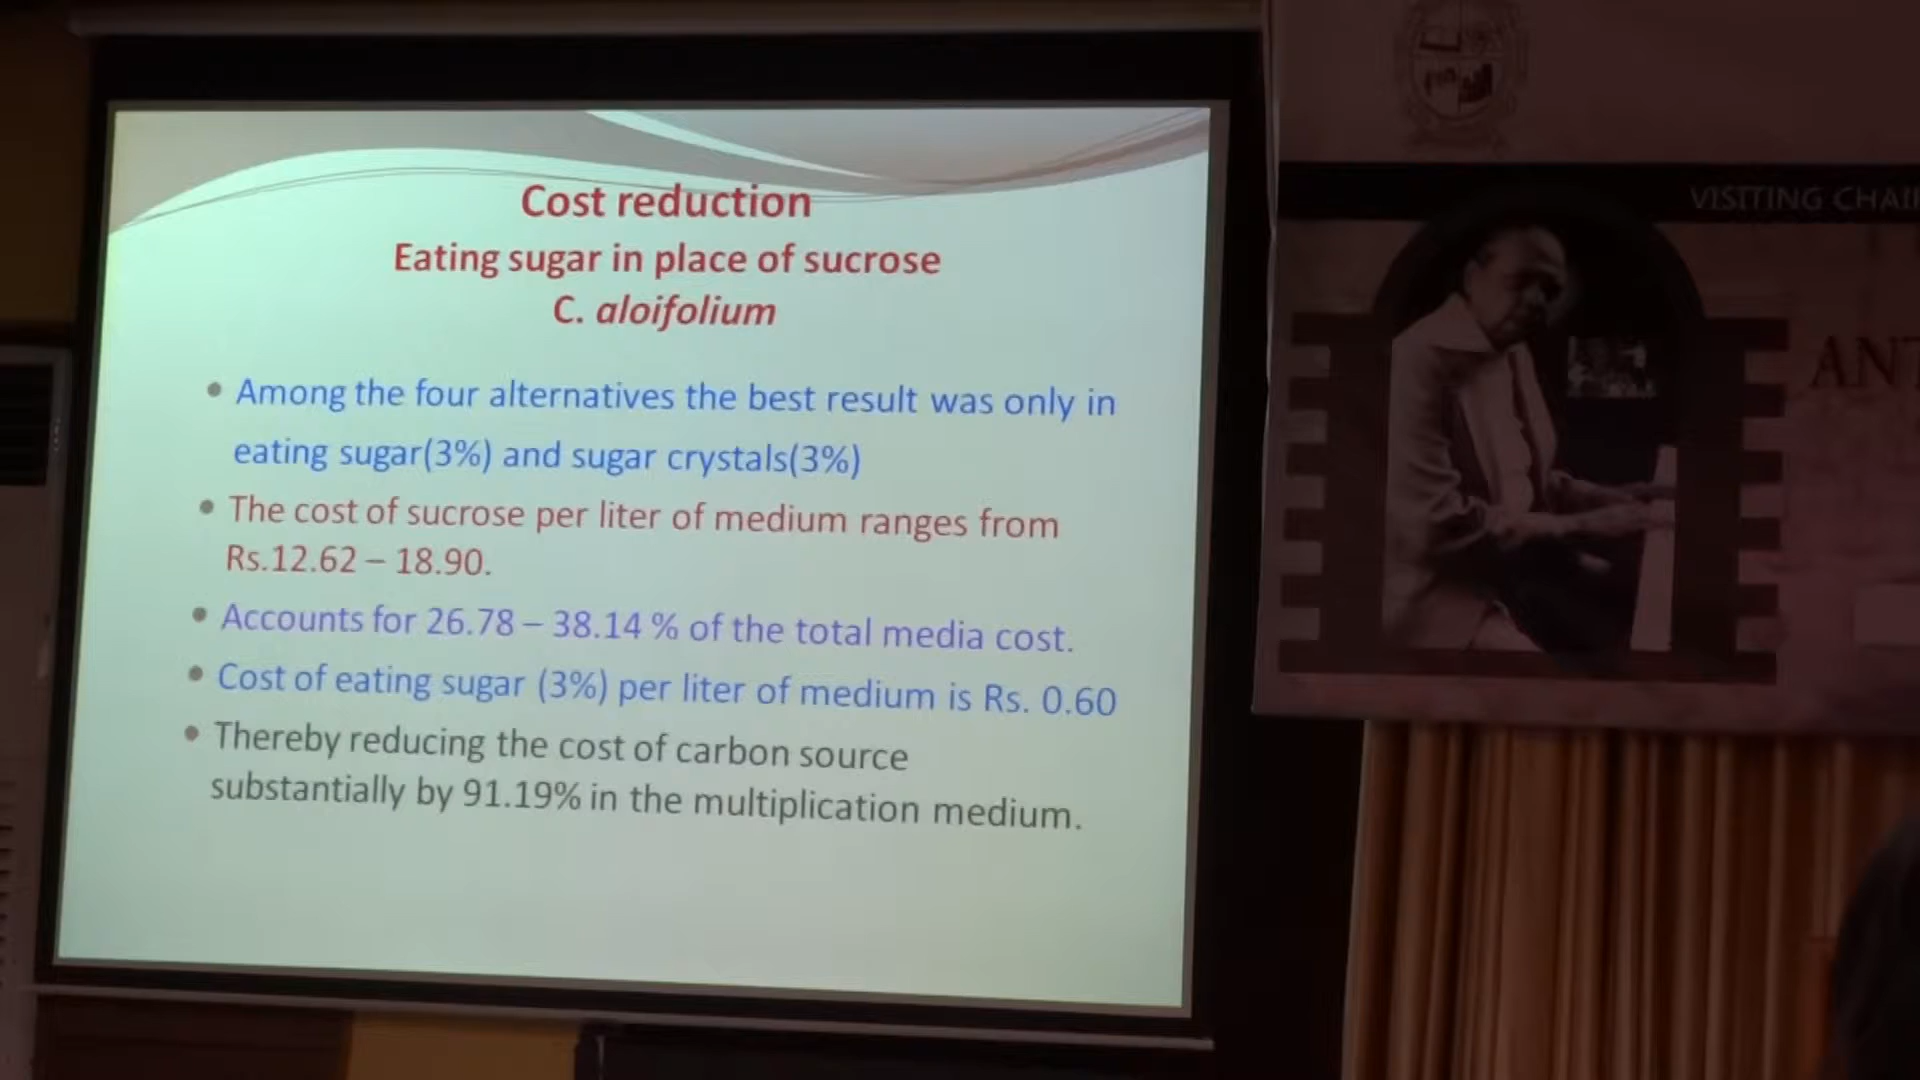 Cost reduction
Eating sugar in place of sucrose
C. aloifolium
• Among the four alternatives the best result was only in
eating sugar(3%) and sugar crystals(3%)
• The cost of sucrose per liter of medium ranges from
Rs.12.62 – 18.90.
• Accounts for 26.78 – 38.14 % of the total media cost.
• Cost of eating sugar (3%) per liter of medium is Rs. 0.60
• Thereby reducing the cost of carbon source
substantially by 91.19% in the multiplication medium.
VISITING CHAI
ANT